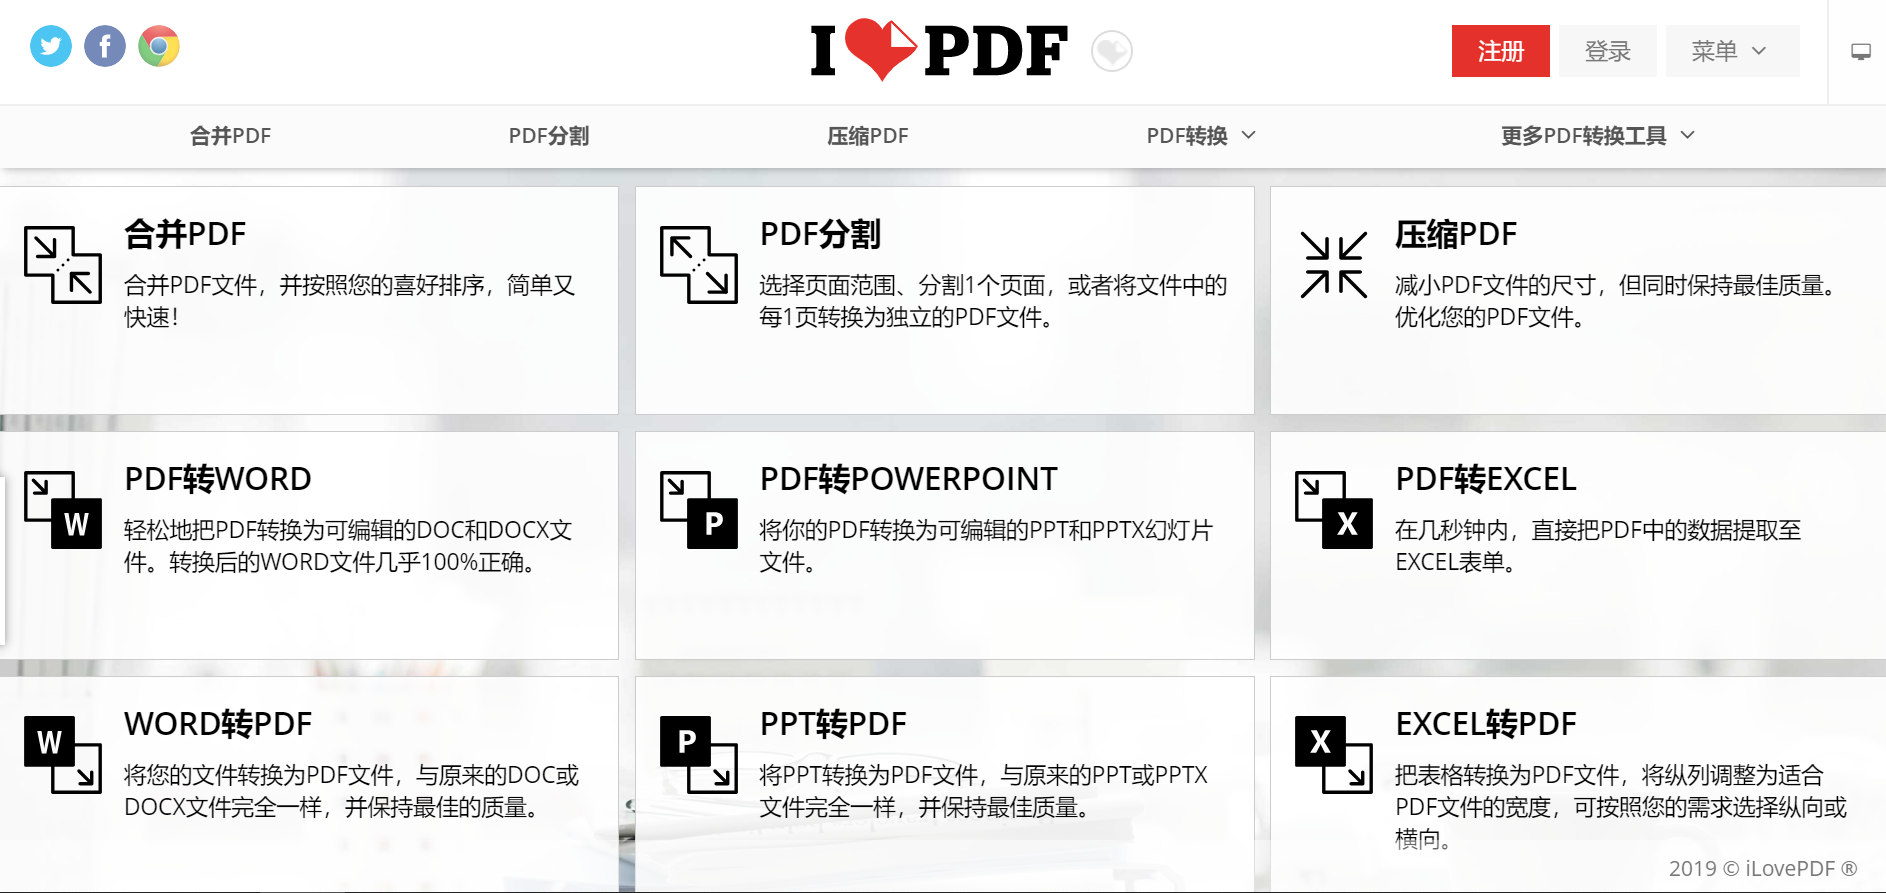 I PDF
注册
登录
菜单
合并PDF
PDF分割
压缩PDF
PDF转换
更多PDF转换工具
合并PDF
合并PDF文件，并按照您的喜好排序，简单又
快速！
PDF分割
选择页面范围、分割1个页面，或者将文件中的
每1页转换为独立的PDF文件。
压缩PDF
减小PDF文件的尺寸，但同时保持最佳质量。
优化您的PDF文件。
W
PDF转WORD
轻松地把PDF转换为可编辑的DOC和DOCX文
件。转换后的WORD文件几乎100%正确。
P
PDF转POWERPOINT
将你的PDF转换为可编辑的PPT和PPTX幻灯片
文件。
X
PDF转EXCEL
在几秒钟内，直接把PDF中的数据提取至
EXCEL表单。
W
WORD转PDF
将您的文件转换为PDF文件，与原来的DOC或
DOCX文件完全一样，并保持最佳的质量。
P
PPT转PDF
将PPT转换为PDF文件，与原来的PPT或PPTX
文件完全一样，并保持最佳质量。
X
EXCEL转PDF
把表格转换为PDF文件，将纵列调整为适合
PDF文件的宽度，可按照您的需求选择纵向或
横向。
2019 © iLovePDF ®